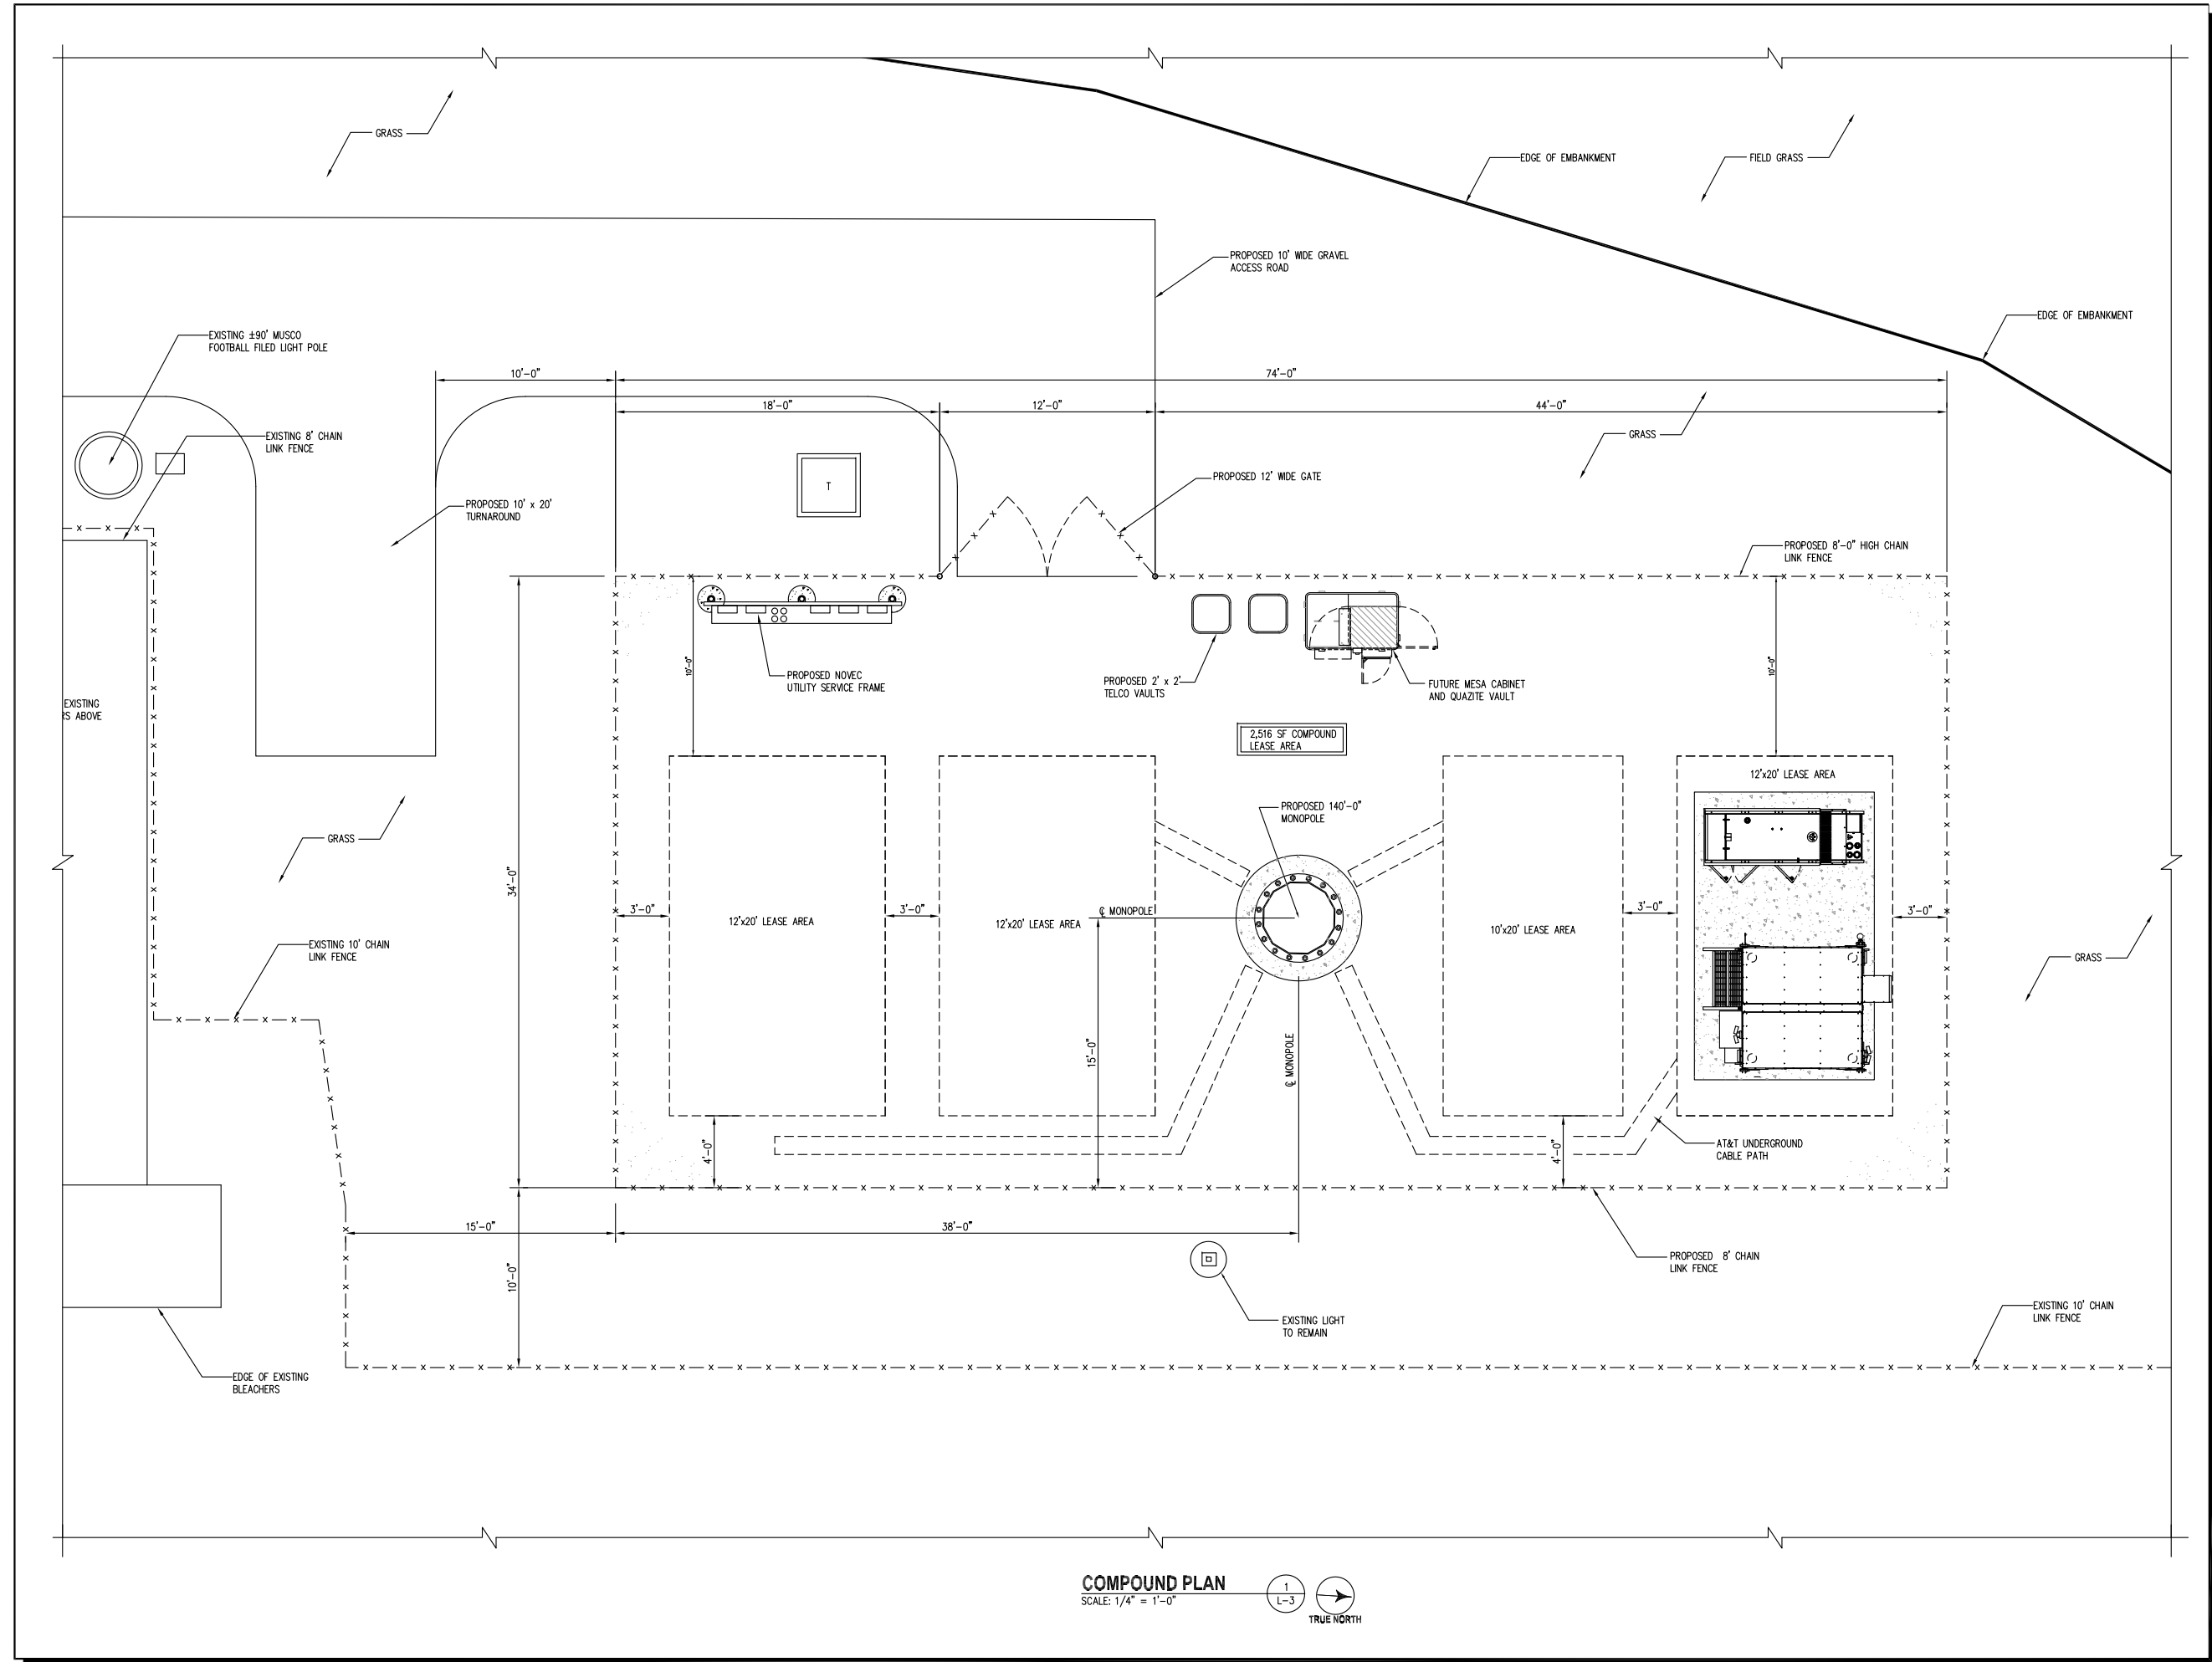 GRASS
EDGE OF EMBANKMENT
FIELD GRASS
PROPOSED 10' WIDE GRAVEL
ACCESS ROAD
EDGE OF EMBANKMENT
EXISTING ±90' MUSCO
FOOTBALL FILED LIGHT POLE
10'-0"
74'-0"
18'-0"
12'-0"
44'-0"
EXISTING 8' CHAIN
LINK FENCE
GRASS
PROPOSED 12' WIDE GATE
T
PROPOSED 10' x 20'
TURNAROUND
PROPOSED 8'-0" HIGH CHAIN
LINK FENCE
10'-0"
10'-0"
PROPOSED NOVEC
UTILITY SERVICE FRAME
PROPOSED 2' x 2'
TELCO VAULTS
FUTURE MESA CABINET
AND QUAZITE VAULT
EXISTING
RS ABOVE
2,516 SF COMPOUND
LEASE AREA
12'x20' LEASE AREA
PROPOSED 140'-0"
MONOPOLE
GRASS
34'-0"
3'-0"
12'x20' LEASE AREA
3'-0"
12'x20' LEASE AREA
℄ MONOPOLE
10'x20' LEASE AREA
3'-0"
3'-0"
EXISTING 10' CHAIN
LINK FENCE
GRASS
15'-0"
℄ MONOPOLE
4'-0"
4'-0"
AT&T UNDERGROUND
CABLE PATH
15'-0"
38'-0"
10'-0"
PROPOSED 8' CHAIN
LINK FENCE
EXISTING LIGHT
TO REMAIN
EXISTING 10' CHAIN
LINK FENCE
EDGE OF EXISTING
BLEACHERS
COMPOUND PLAN
SCALE: 1/4" = 1'-0"
1
L-3
TRUE NORTH